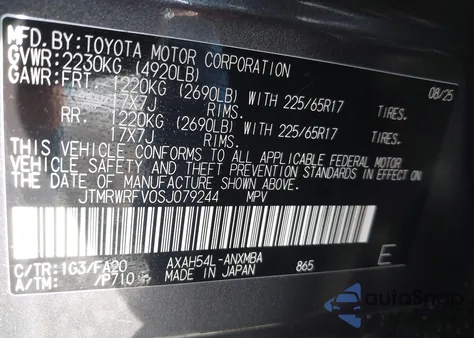 MFD.BY:TOYOTA MOTOR CORPORATION 08/25
GVWR:2230KG (4920LB)
GAWR:FRT. 1220KG (2690LB) WITH 225/65R17 TIRES.
17X7J RIMS.
RR. 1220KG (2690LB) WITH 225/65R17 TIRES.
17X7J RIMS.
THIS VEHICLE CONFORMS TO ALL APPLICABLE FEDERAL MOTOR
VEHICLE SAFETY AND THEFT PREVENTION STANDARDS IN EFFECT ON
THE DATE OF MANUFACTURE SHOWN ABOVE.
JTMRWRFV0SJ079244 MPV
C/TR:1G3/FA20 AXAH54L-ANXMBA E
A/TM: /P710 MADE IN JAPAN 865
autoSnap